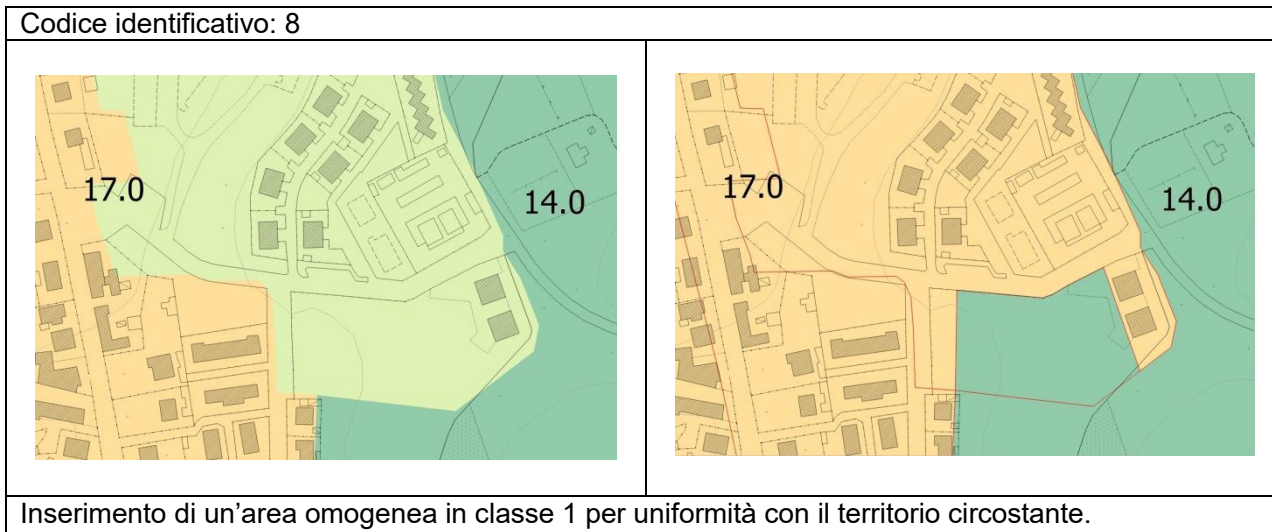 Codice identificativo: 8
17.0
14.0
17.0
14.0
Inserimento di un’area omogenea in classe 1 per uniformità con il territorio circostante.